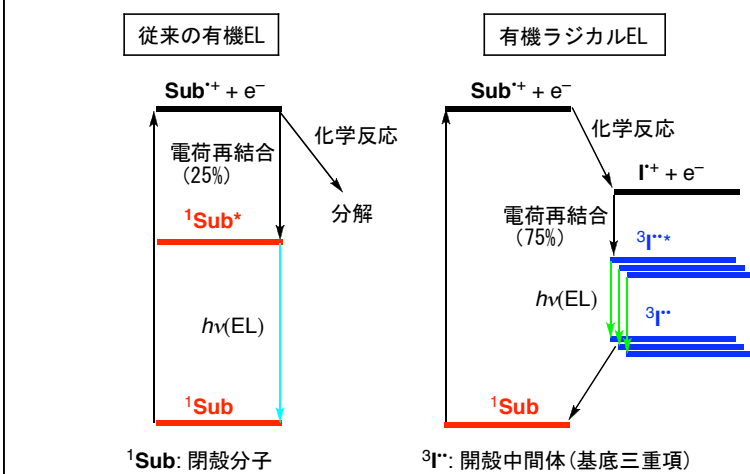 従来の有機EL
Sub•+ + e–
電荷再結合
(25%)
化学反応
分解
1Sub*
hν(EL)
1Sub
1Sub: 閉殻分子
有機ラジカルEL
Sub•+ + e–
化学反応
I•+ + e–
電荷再結合
(75%)
3I••*
hν(EL)
3I••
1Sub
3I••: 開殻中間体(基底三重項)